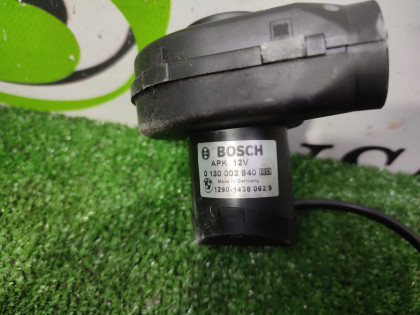 BOSCH
APK 12V
0 130 002 840
Made in Germany
1290-1438 062.9